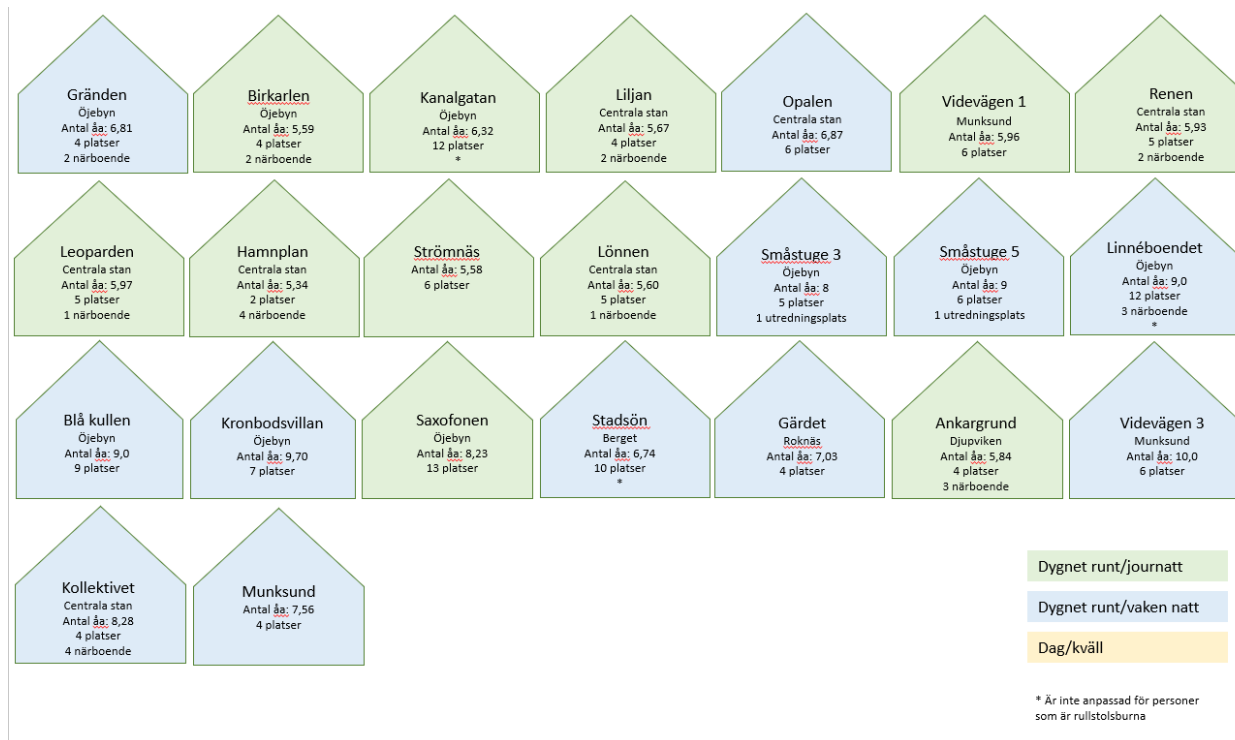 Gränden
Öjebyn
Antal åa: 6,81
4 platser
2 närboende
Birkarlen
Öjebyn
Antal åa: 5,59
4 platser
2 närboende
Kanalgatan
Öjebyn
Antal åa: 6,32
12 platser
*
Liljan
Centrala stan
Antal åa: 5,67
4 platser
2 närboende
Opalen
Centrala stan
Antal åa: 6,87
6 platser
Videvägen 1
Munksund
Antal åa: 5,96
6 platser
Renen
Centrala stan
Antal åa: 5,93
5 platser
2 närboende
Leoparden
Centrala stan
Antal åa: 5,97
5 platser
1 närboende
Hamnplan
Centrala stan
Antal åa: 5,34
2 platser
4 närboende
Strömnäs
Antal åa: 5,58
6 platser
Lönnen
Centrala stan
Antal åa: 5,60
5 platser
1 närboende
Småstuge 3
Öjebyn
Antal åa: 8
5 platser
1 utredningsplats
Småstuge 5
Öjebyn
Antal åa: 9
6 platser
1 utredningsplats
Linnéboendet
Öjebyn
Antal åa: 9,0
12 platser
3 närboende
*
Blå kullen
Öjebyn
Antal åa: 9,0
9 platser
Kronbodsvillan
Öjebyn
Antal åa: 9,70
7 platser
Saxofonen
Öjebyn
Antal åa: 8,23
13 platser
Stadsön
Berget
Antal åa: 6,74
10 platser
*
Gärdet
Roknäs
Antal åa: 7,03
4 platser
Ankargrund
Djupviken
Antal åa: 5,84
4 platser
3 närboende
Videvägen 3
Munksund
Antal åa: 10,0
6 platser
Kollektivet
Centrala stan
Antal åa: 8,28
4 platser
4 närboende
Munksund
Antal åa: 7,56
4 platser
Dygnet runt/journatt
Dygnet runt/vaken natt
Dag/kväll
* Är inte anpassad för personer
som är rullstolsburna